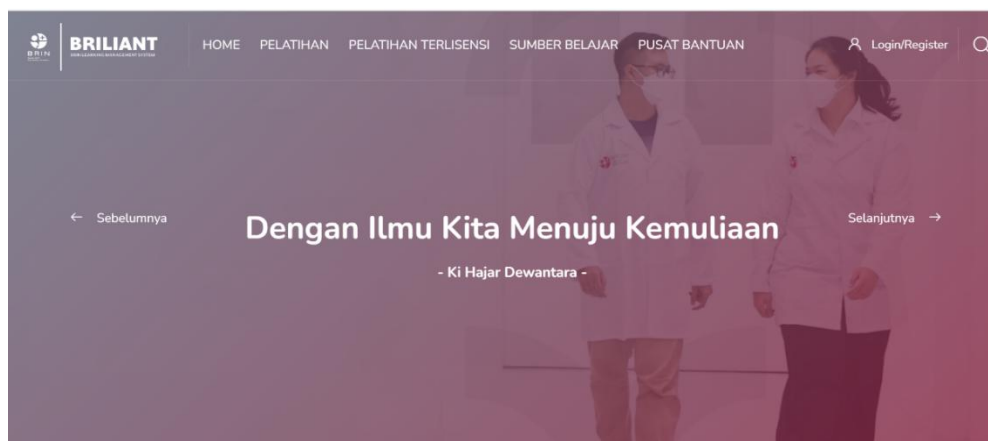 BRIN
BRILIANT
HOME
PELATIHAN
PELATIHAN TERLISENSI
SUMBER BELAJAR
PUSAT BANTUAN
Login/Register
← Sebelumnya
Dengan Ilmu Kita Menuju Kemuliaan
Selanjutnya →
- Ki Hajar Dewantara -